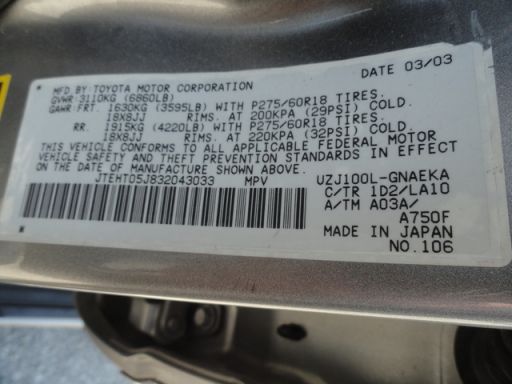 MFD BY: TOYOTA MOTOR CORPORATION DATE 03/03
GVWR: 3110KG (6860LB)
GAWR: FRT. 1630KG (3595LB) WITH P275/60R18 TIRES.
18X8JJ RIMS. AT 200KPA (29PSI) COLD.
RR. 1915KG (4220LB) WITH P275/60R18 TIRES.
18X8JJ RIMS. AT 220KPA (32PSI) COLD.
THIS VEHICLE CONFORMS TO ALL APPLICABLE FEDERAL MOTOR
VEHICLE SAFETY AND THEFT PREVENTION STANDARDS IN EFFECT
ON THE DATE OF MANUFACTURE SHOWN ABOVE.
JTEHT05J832043033 MPV UZJ100L-GNAEKA
C/TR 1D2/LA10
A/TM A03A/
A750F
MADE IN JAPAN
NO.106